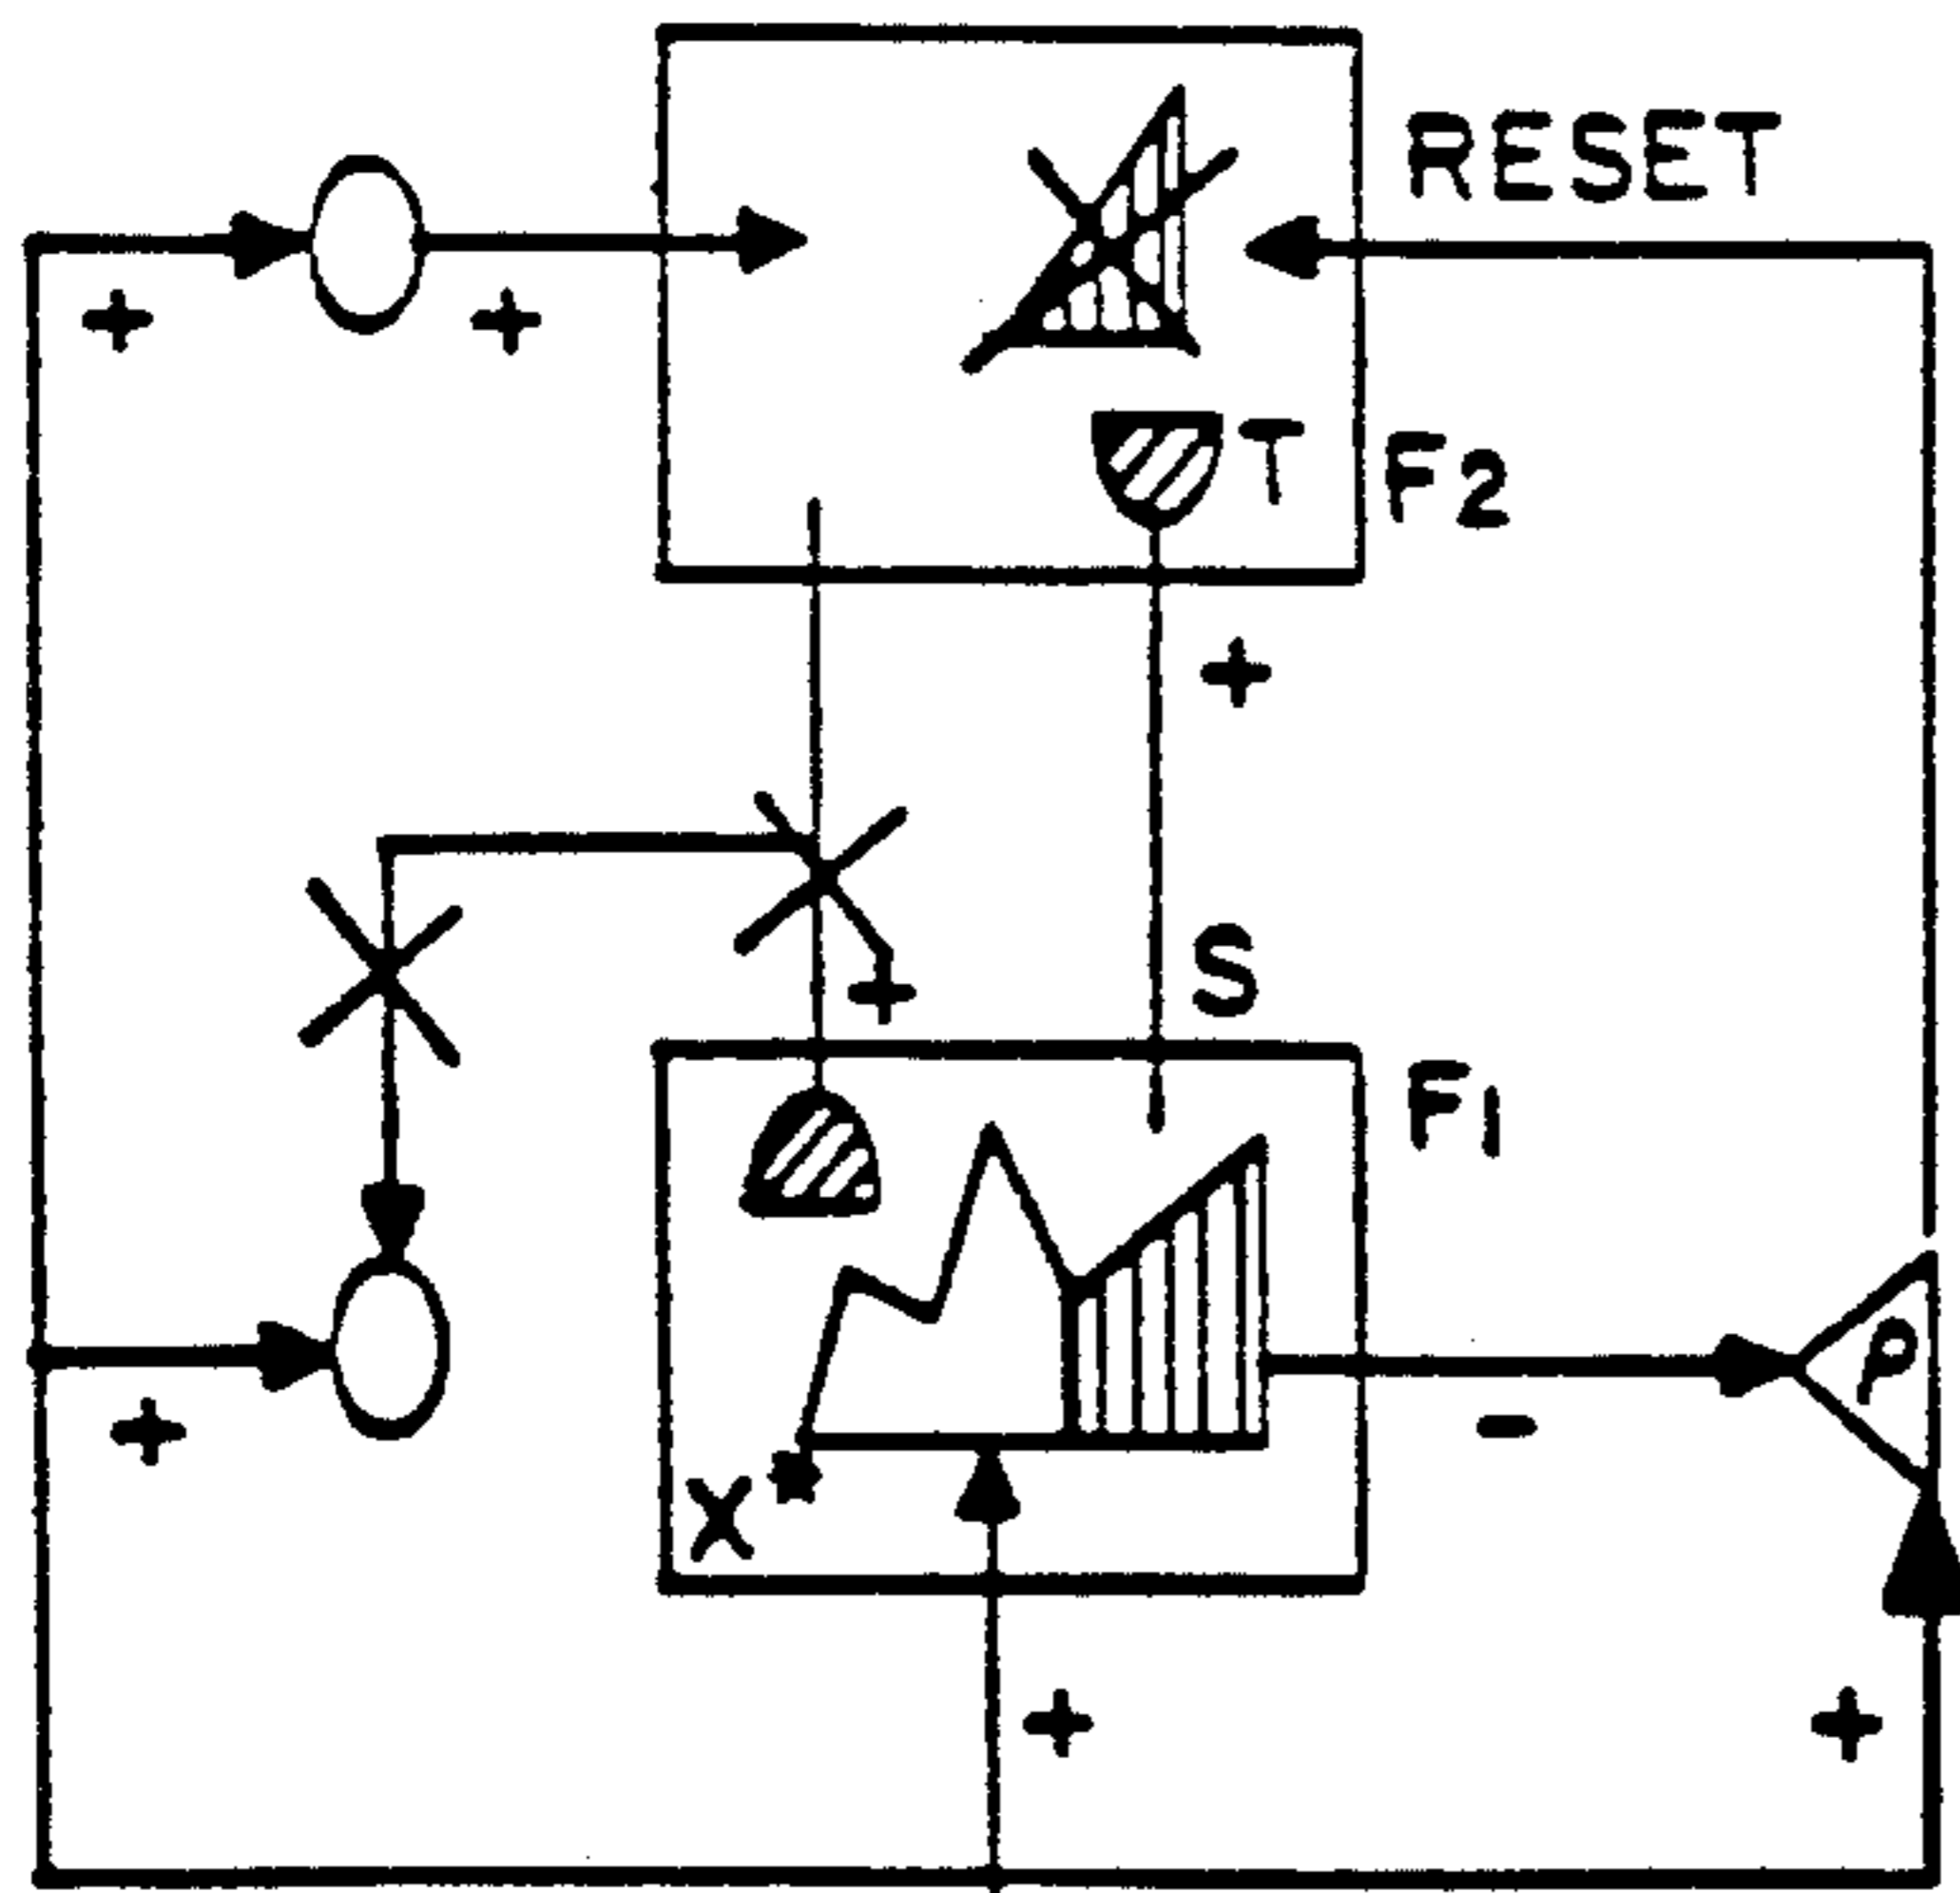 RESET
+
+
T
F2
+
+
S
F1
+
-
ρ
X*
+
+